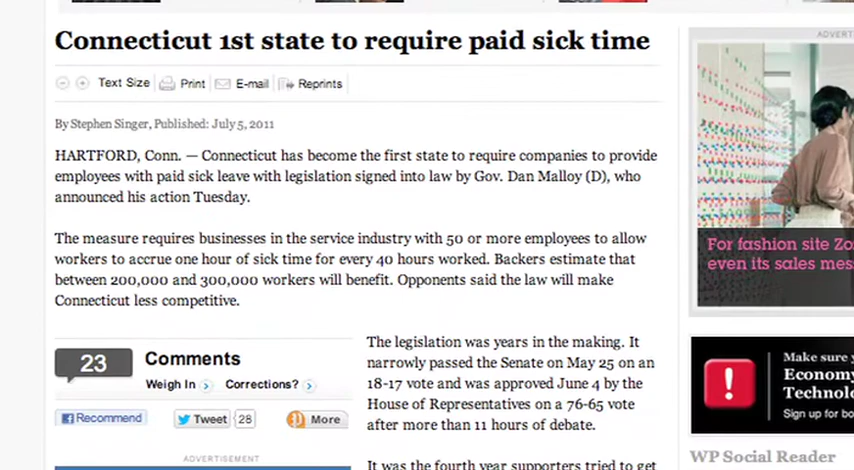 Connecticut 1st state to require paid sick time
Text Size Print E-mail Reprints
By Stephen Singer, Published: July 5, 2011
HARTFORD, Conn. — Connecticut has become the first state to require companies to provide
employees with paid sick leave with legislation signed into law by Gov. Dan Malloy (D), who
announced his action Tuesday.
The measure requires businesses in the service industry with 50 or more employees to allow
workers to accrue one hour of sick time for every 40 hours worked. Backers estimate that
between 200,000 and 300,000 workers will benefit. Opponents said the law will make
Connecticut less competitive.
23 Comments
Weigh In Corrections?
Recommend Tweet 28 More
ADVERTISEMENT
The legislation was years in the making. It
narrowly passed the Senate on May 25 on an
18-17 vote and was approved June 4 by the
House of Representatives on a 76-65 vote
after more than 11 hours of debate.
It was the fourth year supporters tried to get
ADVERT
For fashion site Zo
even its sales mes
Make sure y
Economy
Technolo
Sign up for bo
WP Social Reader